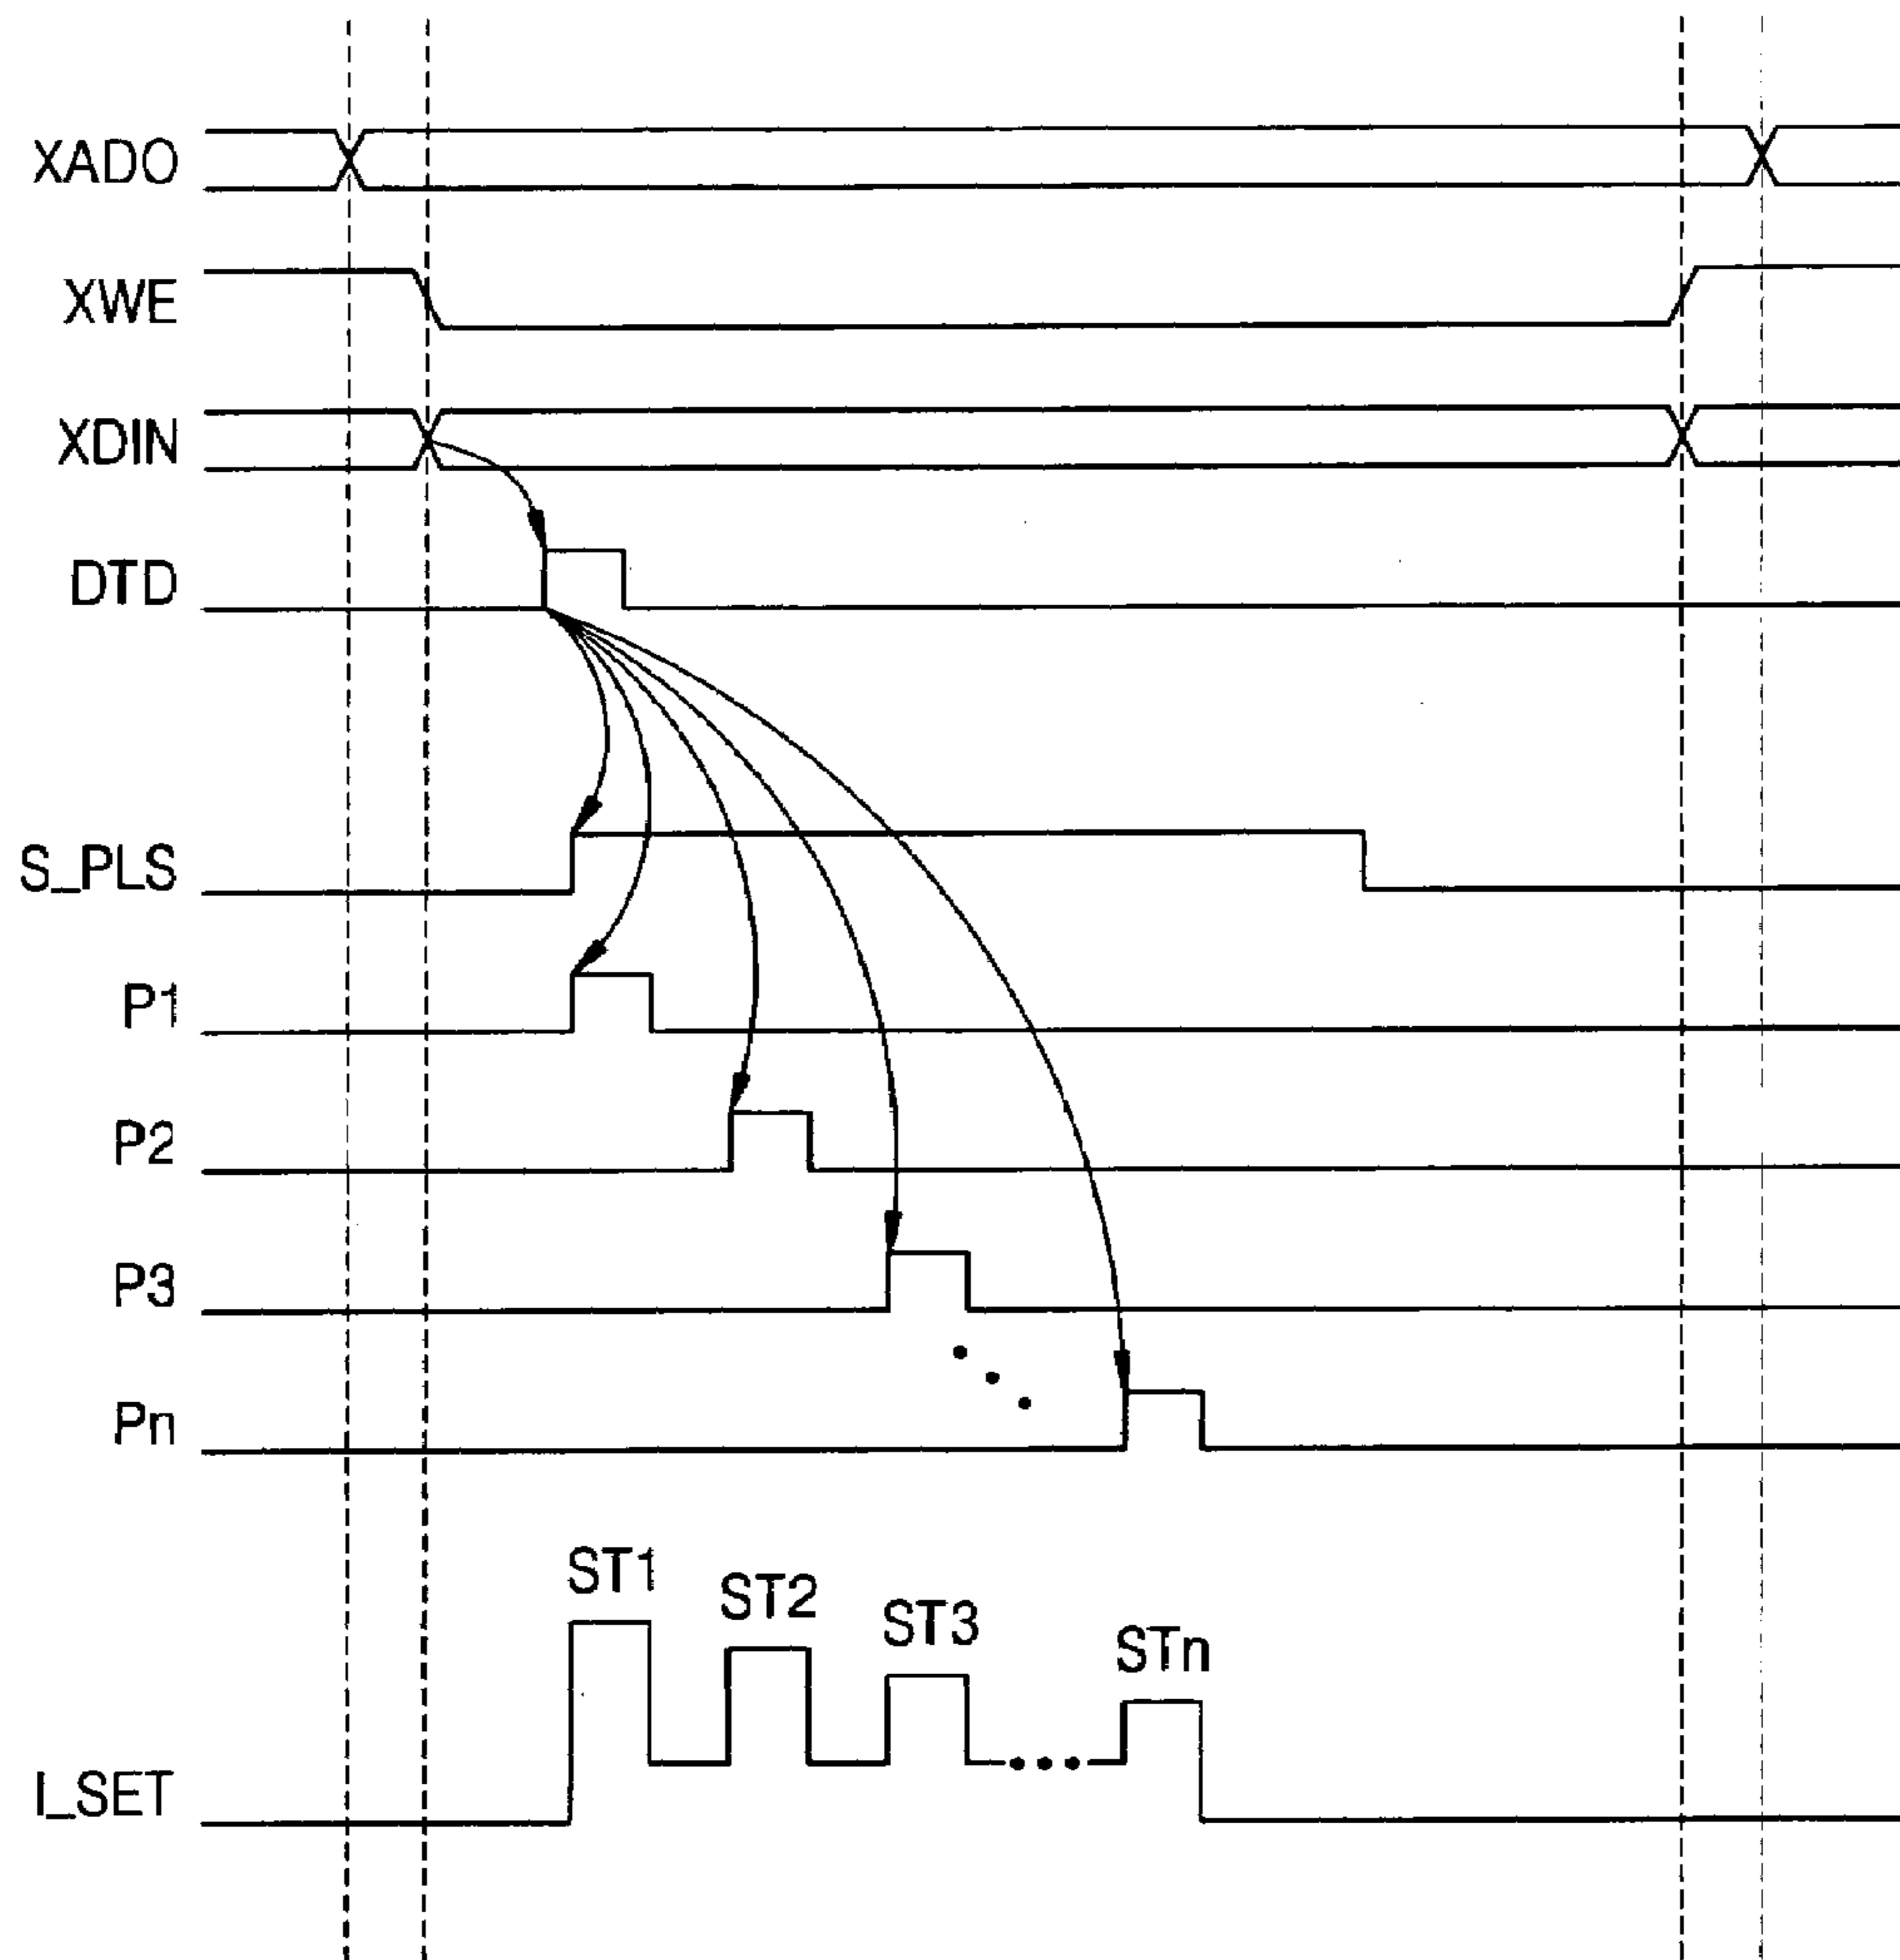 XADO
XWE
XDIN
DTD
S_PLS
P1
P2
P3
Pn
ST1
ST2
ST3
STn
I_SET